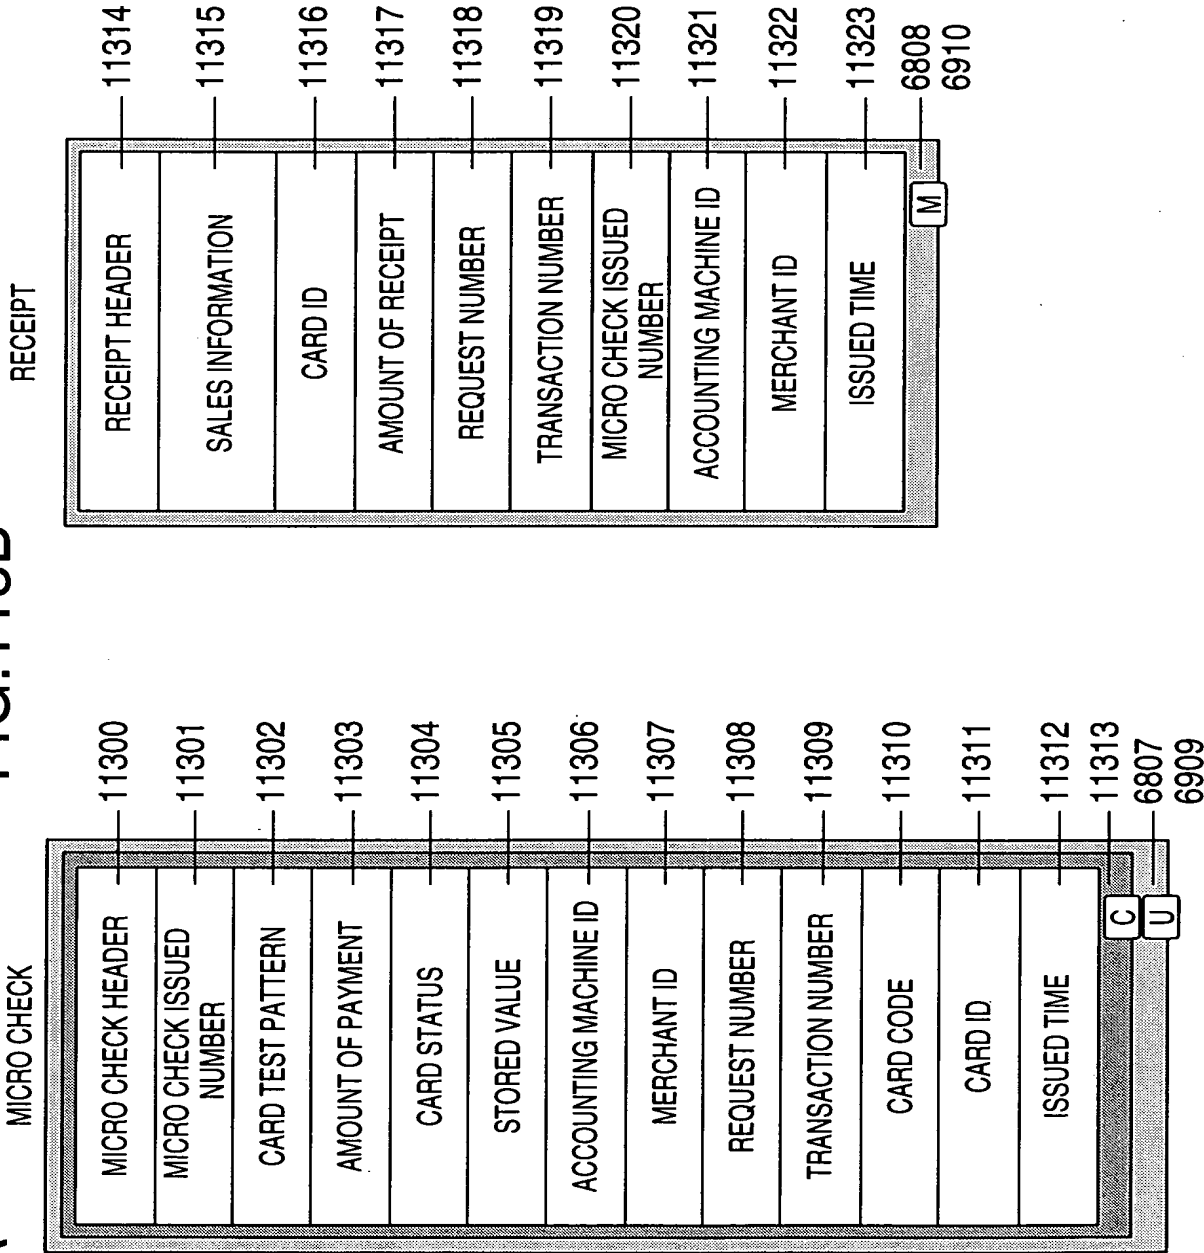 MICRO CHECK
MICRO CHECK HEADER
11300
MICRO CHECK ISSUED
NUMBER
11301
CARD TEST PATTERN
11302
AMOUNT OF PAYMENT
11303
CARD STATUS
11304
STORED VALUE
11305
ACCOUNTING MACHINE ID
11306
MERCHANT ID
11307
REQUEST NUMBER
11308
TRANSACTION NUMBER
11309
CARD CODE
11310
CARD ID
11311
ISSUED TIME
11312
C
11313
U
6807
6909
RECEIPT
RECEIPT HEADER
11314
SALES INFORMATION
11315
CARD ID
11316
AMOUNT OF RECEIPT
11317
REQUEST NUMBER
11318
TRANSACTION NUMBER
11319
MICRO CHECK ISSUED
NUMBER
11320
ACCOUNTING MACHINE ID
11321
MERCHANT ID
11322
ISSUED TIME
11323
M
6808
6910